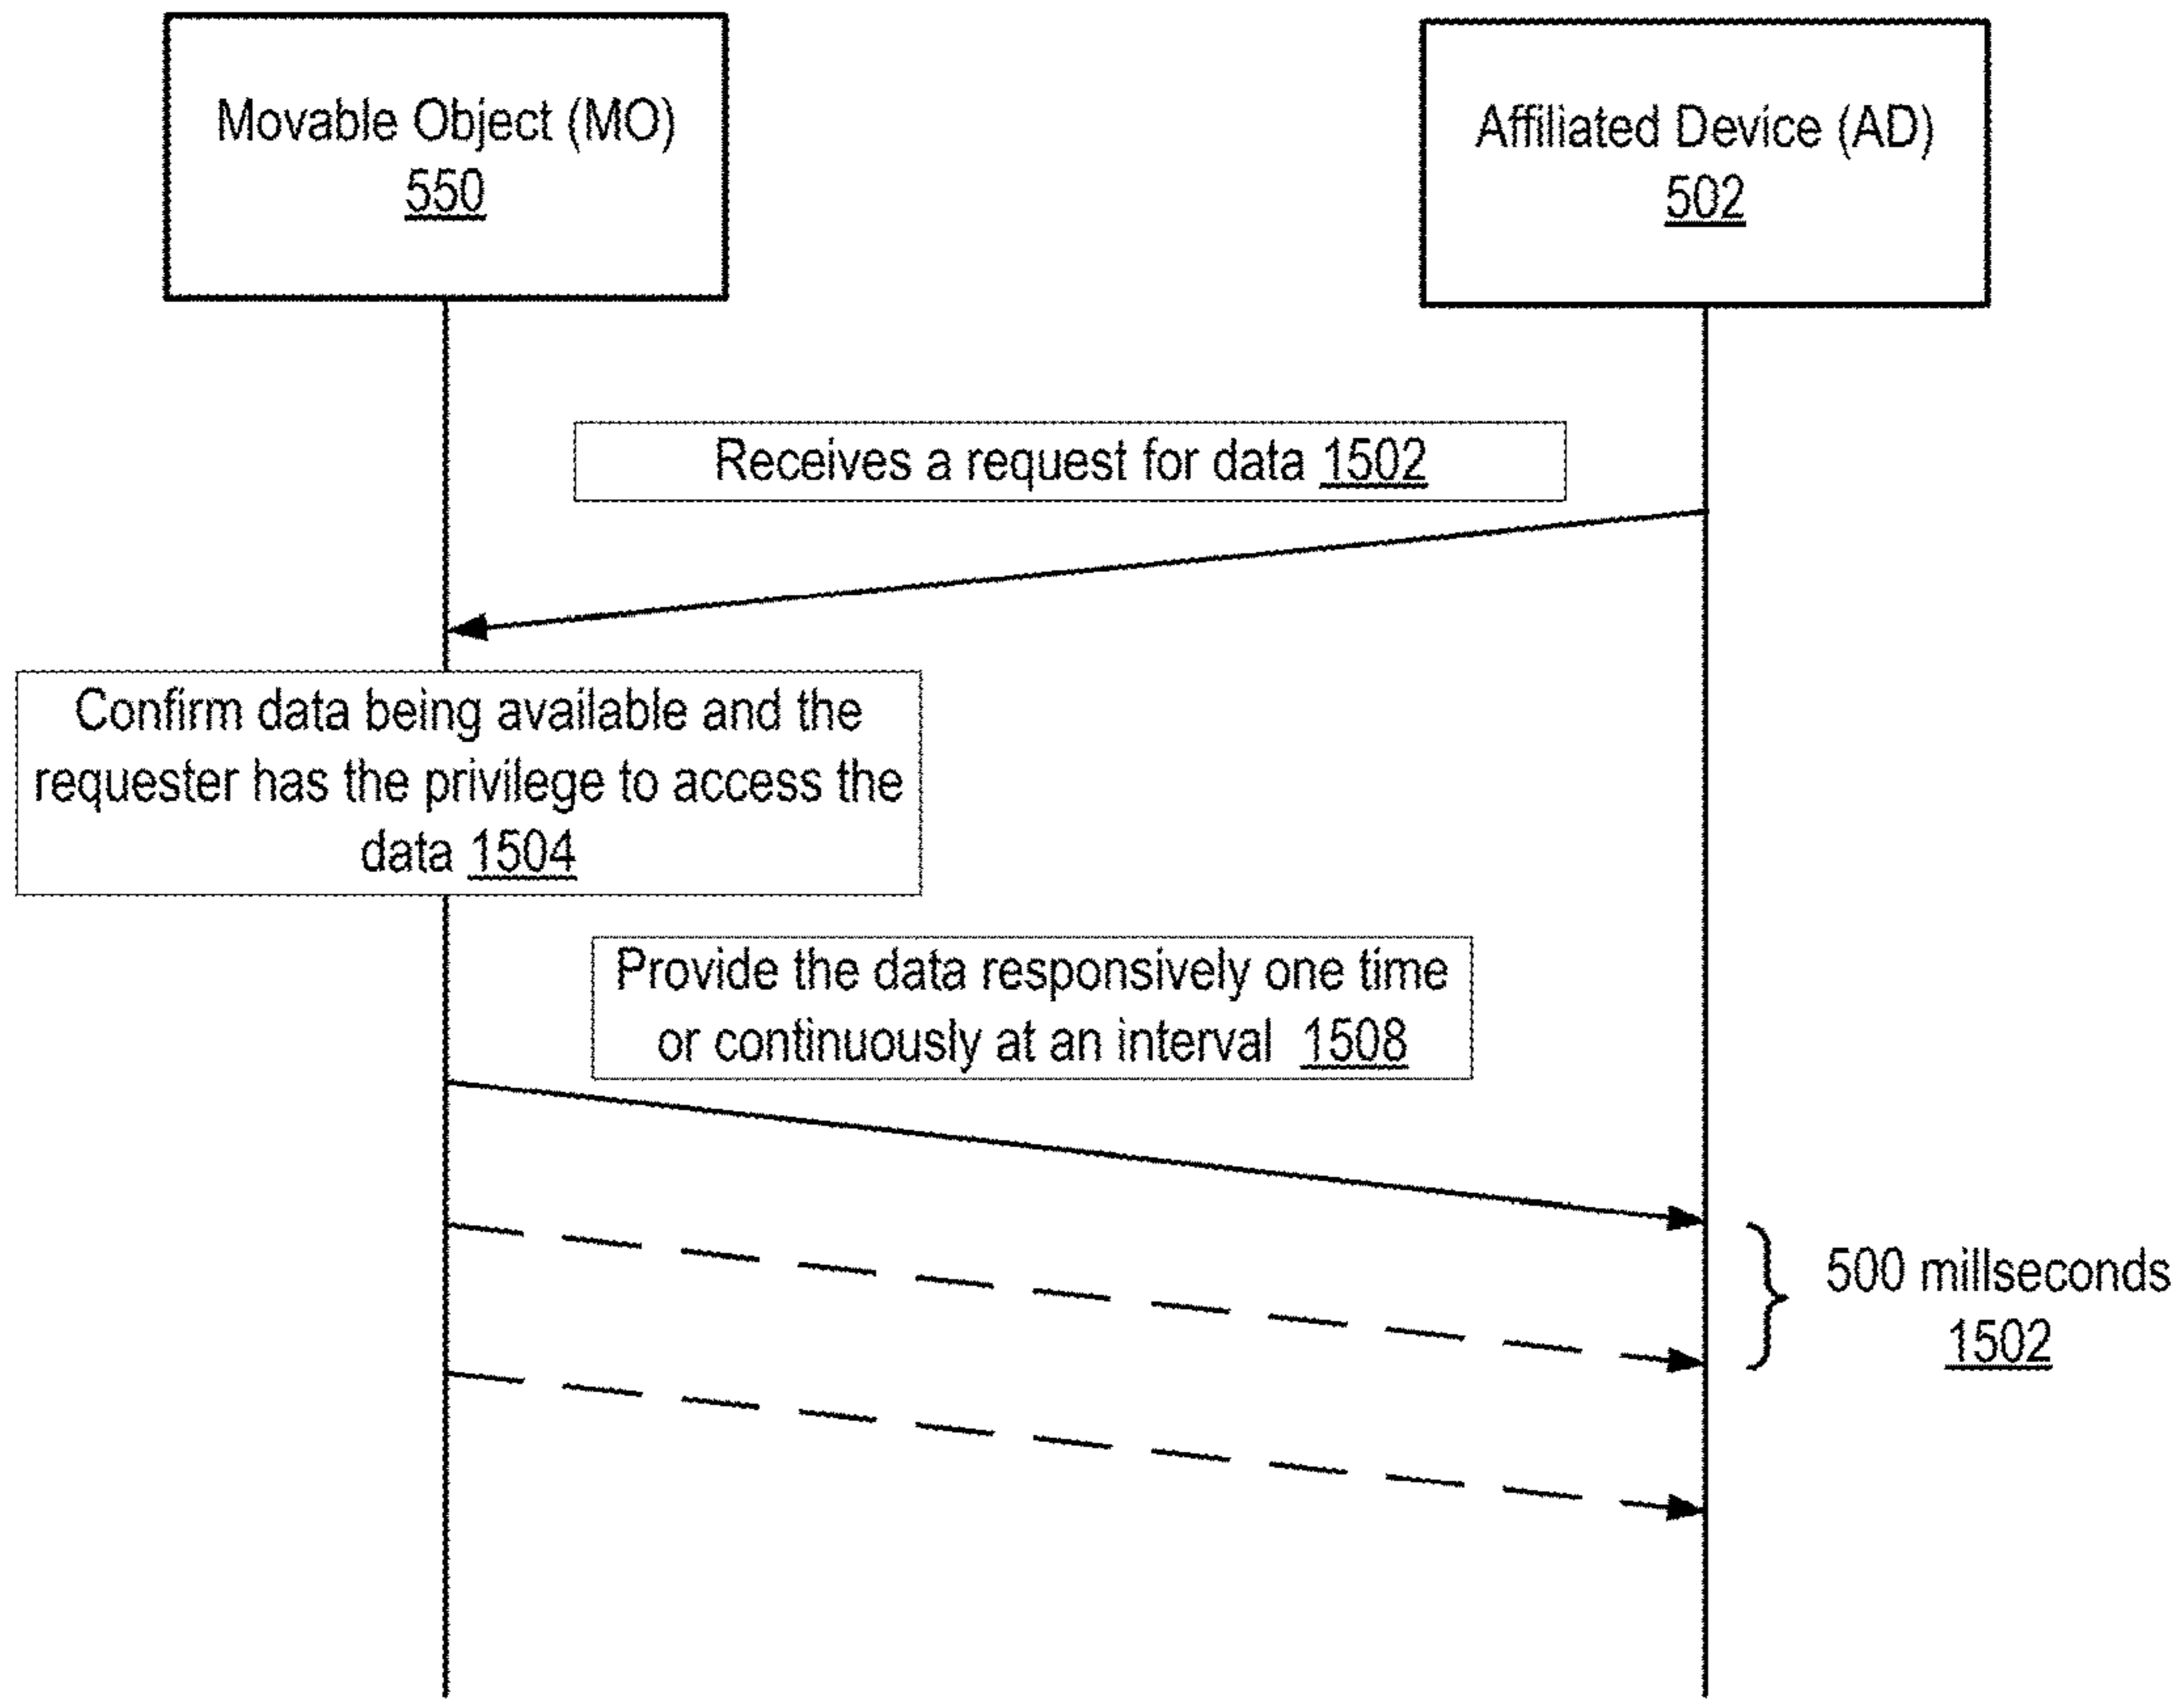 Movable Object (MO)
550
Affiliated Device (AD)
502
Receives a request for data 1502
Confirm data being available and the
requester has the privilege to access the
data 1504
Provide the data responsively one time
or continuously at an interval 1508
500 millseconds
1502